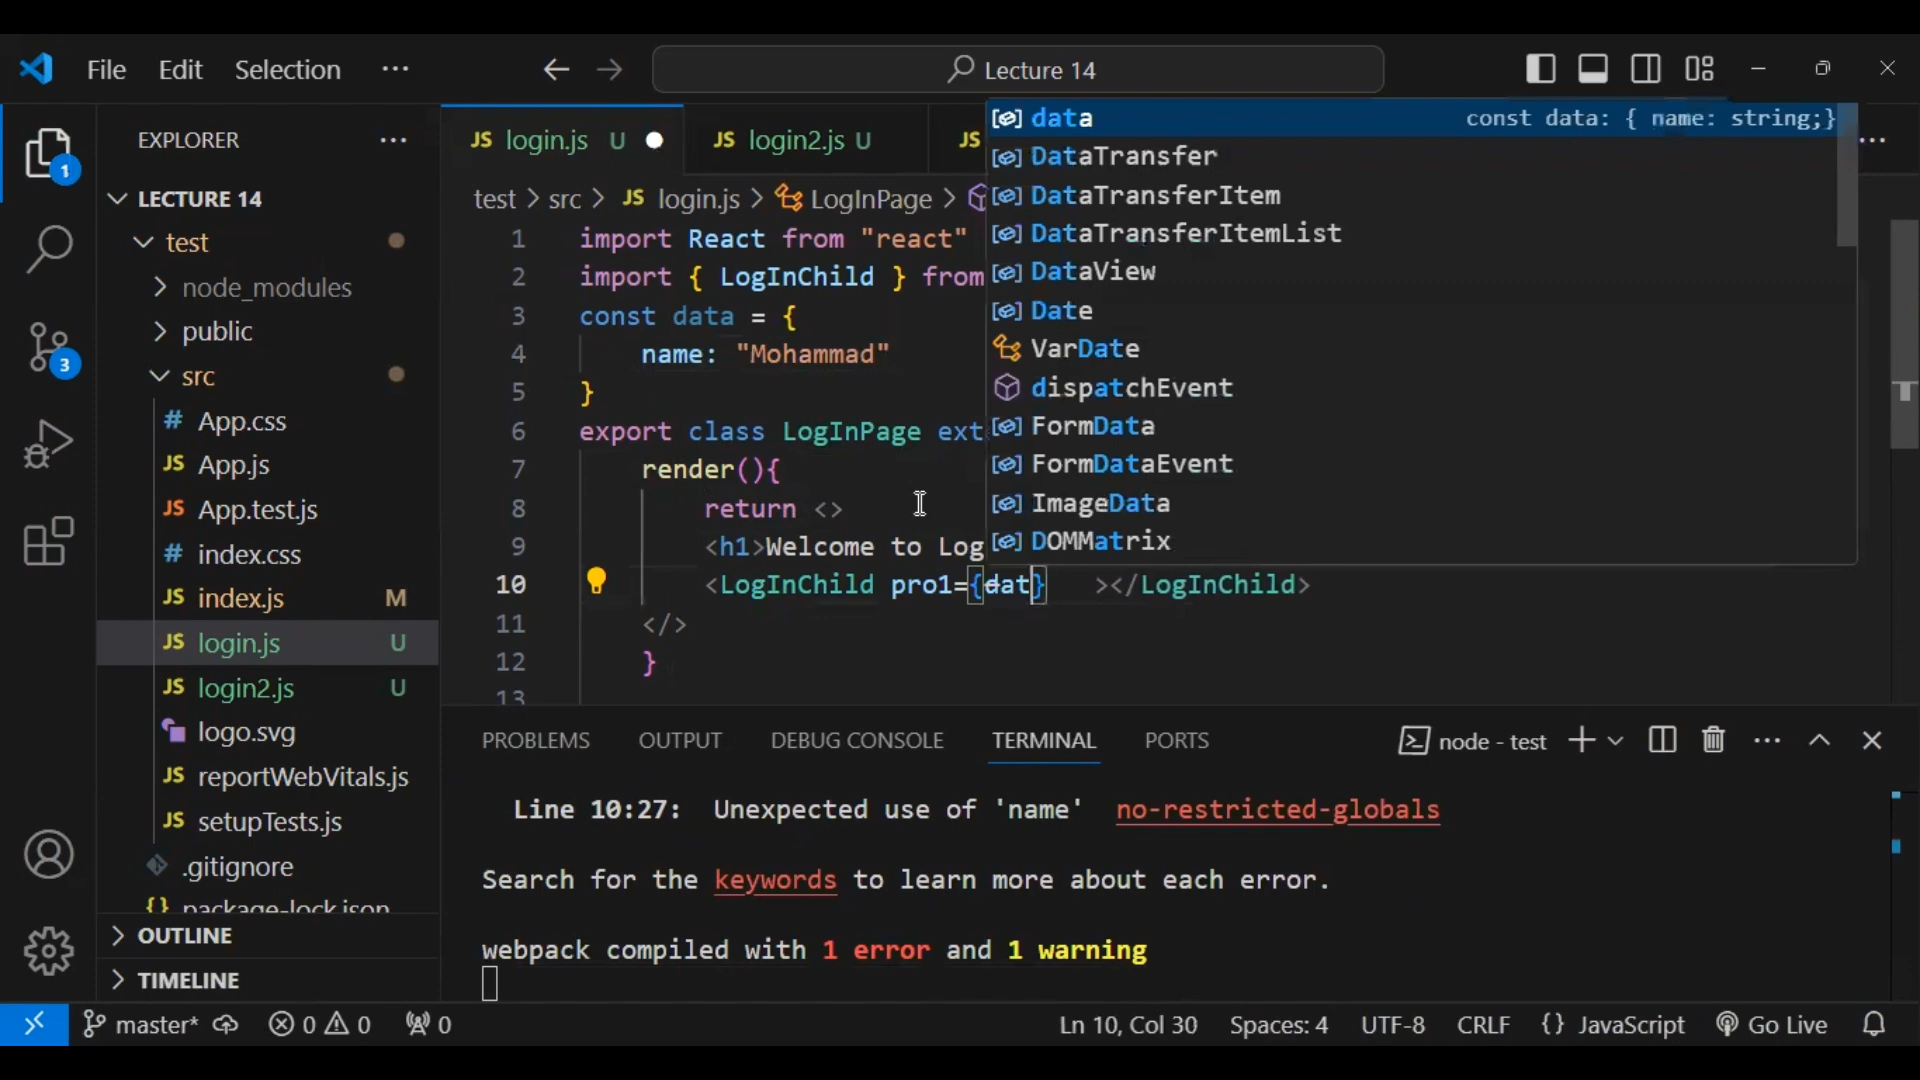 File Edit Selection ··· Lecture 14
EXPLORER ···
LECTURE 14
test
node_modules
public
src
# App.css
JS App.js
JS App.test.js
# index.css
JS index.js M
JS login.js U
JS login2.js U
logo.svg
JS reportWebVitals.js
JS setupTests.js
.gitignore
{} package-lock.json
OUTLINE
TIMELINE
1
3
JS login.js U JS login2.js U JS ···
test > src > JS login.js > LogInPage >
1 import React from "react"
2 import { LogInChild } from
3 const data = {
4 name: "Mohammad"
5 }
6 export class LogInPage ext
7 render(){
8 return <>
9 <h1>Welcome to Log
10 <LogInChild pro1={dat} ></LogInChild>
11 </>
12 }
13
data const data: { name: string;}
DataTransfer
DataTransferItem
DataTransferItemList
DataView
Date
VarDate
dispatchEvent
FormData
FormDataEvent
ImageData
DOMMatrix
PROBLEMS OUTPUT DEBUG CONSOLE TERMINAL PORTS node - test ···
Line 10:27: Unexpected use of 'name' no-restricted-globals
Search for the keywords to learn more about each error.
webpack compiled with 1 error and 1 warning
master* 0 0 0 Ln 10, Col 30 Spaces: 4 UTF-8 CRLF {} JavaScript Go Live